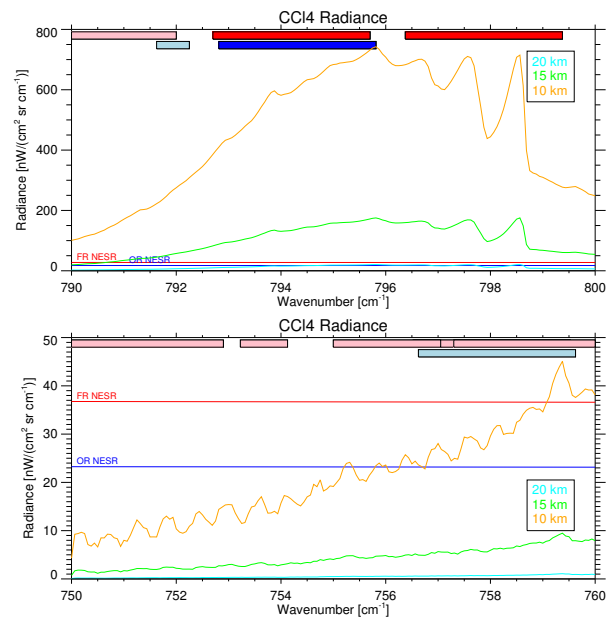 CCl4 Radiance
800
600
400
200
0
Radiance [nW/(cm² sr cm⁻¹)]
20 km
15 km
10 km
FR NESR
OR NESR
790
792
794
796
798
800
Wavenumber [cm⁻¹]
CCl4 Radiance
50
40
30
20
10
0
Radiance [nW/(cm² sr cm⁻¹)]
FR NESR
OR NESR
20 km
15 km
10 km
750
752
754
756
758
760
Wavenumber [cm⁻¹]